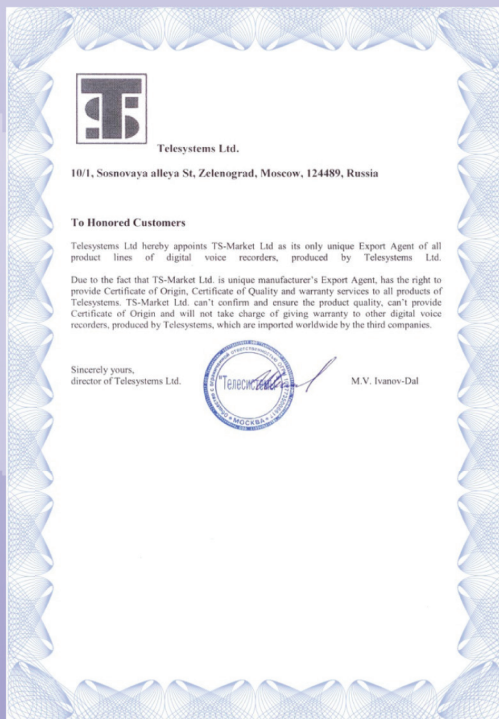 Telesystems Ltd.
10/1, Sosnovaya alleya St, Zelenograd, Moscow, 124489, Russia
To Honored Customers
Telesystems Ltd hereby appoints TS-Market Ltd as its only unique Export Agent of all
product lines of digital voice recorders, produced by Telesystems Ltd.
Due to the fact that TS-Market Ltd. is unique manufacturer's Export Agent, has the right to
provide Certificate of Origin, Certificate of Quality and warranty services to all products of
Telesystems. TS-Market Ltd. can't confirm and ensure the product quality, can't provide
Certificate of Origin and will not take charge of giving warranty to other digital voice
recorders, produced by Telesystems, which are imported worldwide by the third companies.
Sincerely yours,
director of Telesystems Ltd.
M.V. Ivanov-Dal
МОСКВА